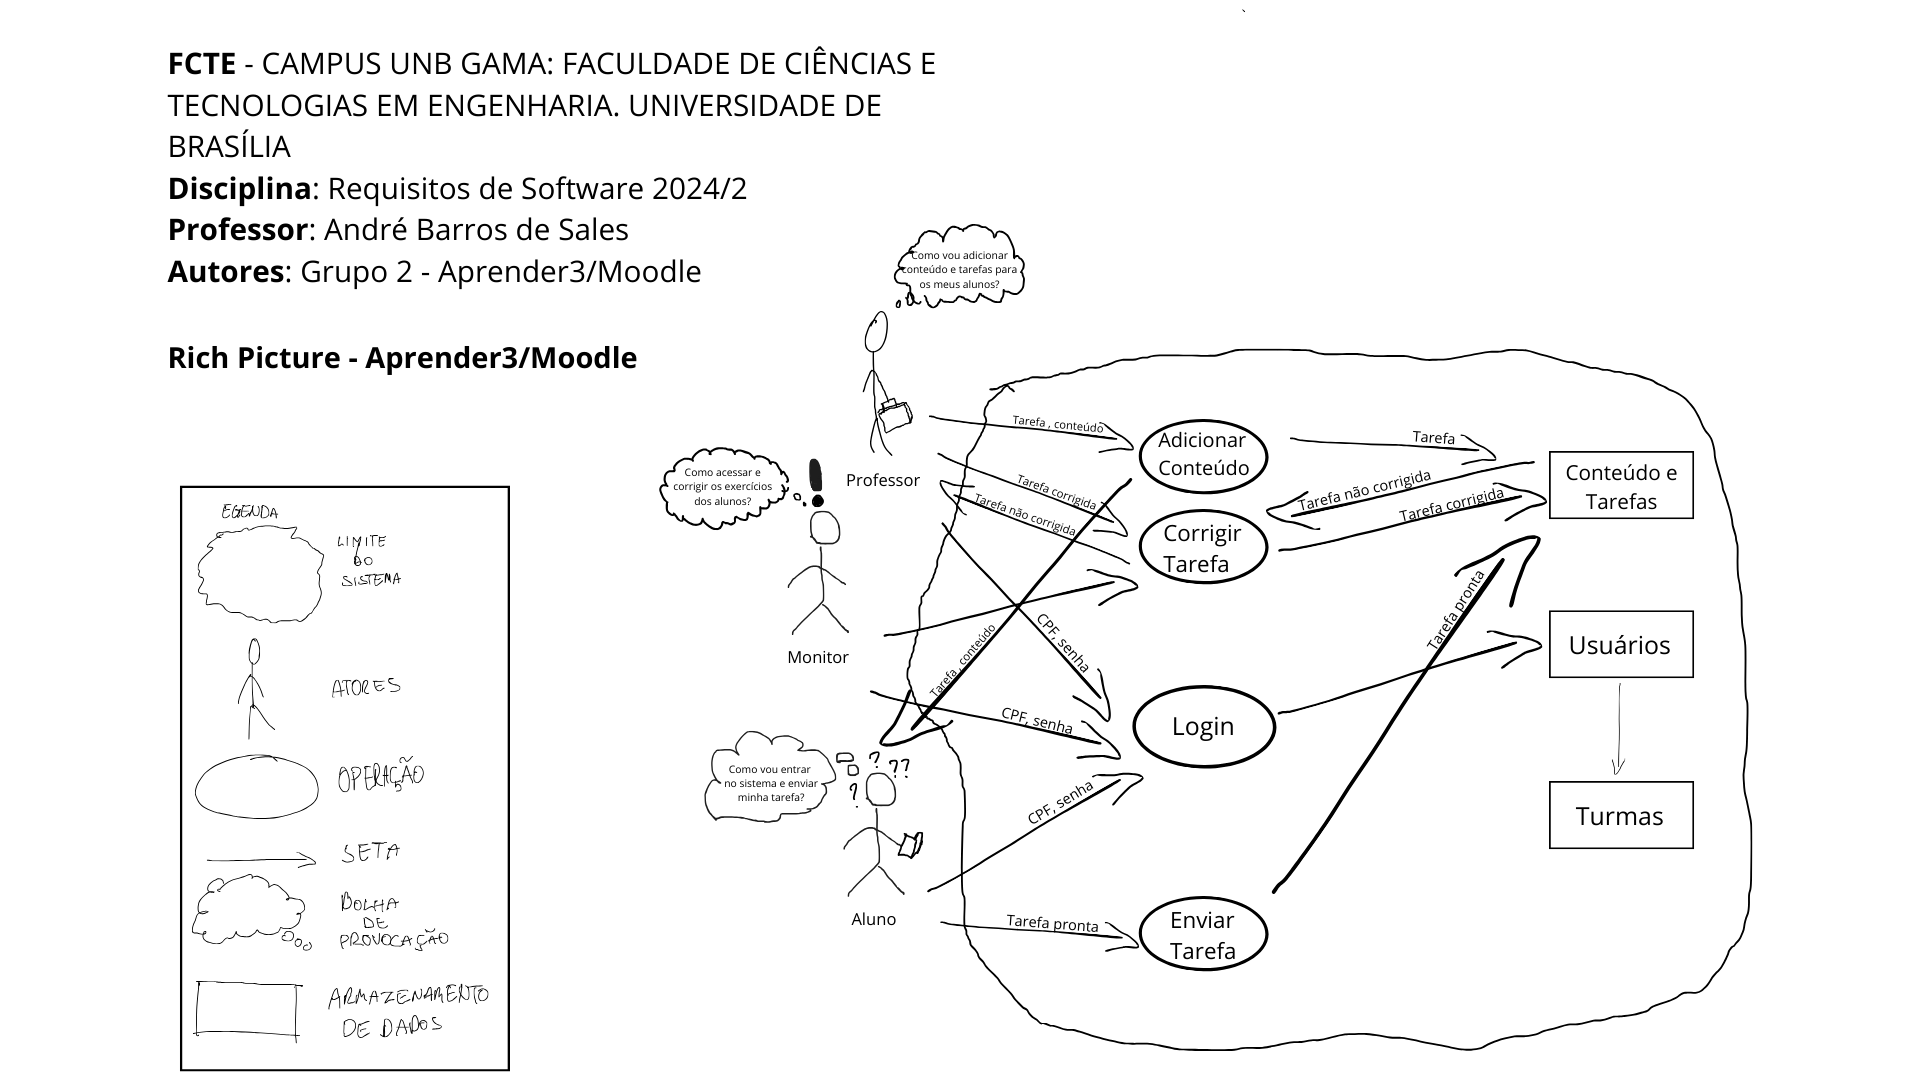 FCTE - CAMPUS UNB GAMA: FACULDADE DE CIÊNCIAS E
TECNOLOGIAS EM ENGENHARIA. UNIVERSIDADE DE
BRASÍLIA
Disciplina: Requisitos de Software 2024/2
Professor: André Barros de Sales
Autores: Grupo 2 - Aprender3/Moodle
Rich Picture - Aprender3/Moodle
Como vou adicionar
conteúdo e tarefas para
os meus alunos?
Professor
Como acessar e
corrigir os exercícios
dos alunos?
!
Monitor
Como vou entrar
no sistema e enviar
minha tarefa?
?
??
?
Aluno
Tarefa , conteúdo
Tarefa corrigida
Tarefa não corrigida
Tarefa , conteúdo
CPF, senha
CPF, senha
CPF, senha
Tarefa pronta
Adicionar
Conteúdo
Corrigir
Tarefa
Login
Enviar
Tarefa
Tarefa
Tarefa não corrigida
Tarefa corrigida
Tarefa pronta
Conteúdo e
Tarefas
Usuários
Turmas
EGENDA
LIMITE
DO
SISTEMA
ATORES
OPERAÇÃO
SETA
BOLHA
DE
PROVOCAÇÃO
ARMAZENAMENTO
DE DADOS